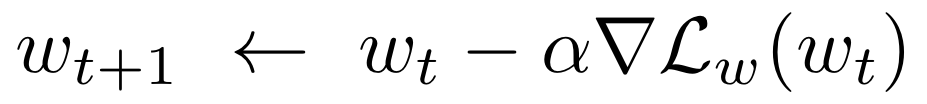 w_{t+1} ← w_t − α∇ℒ_w(w_t)